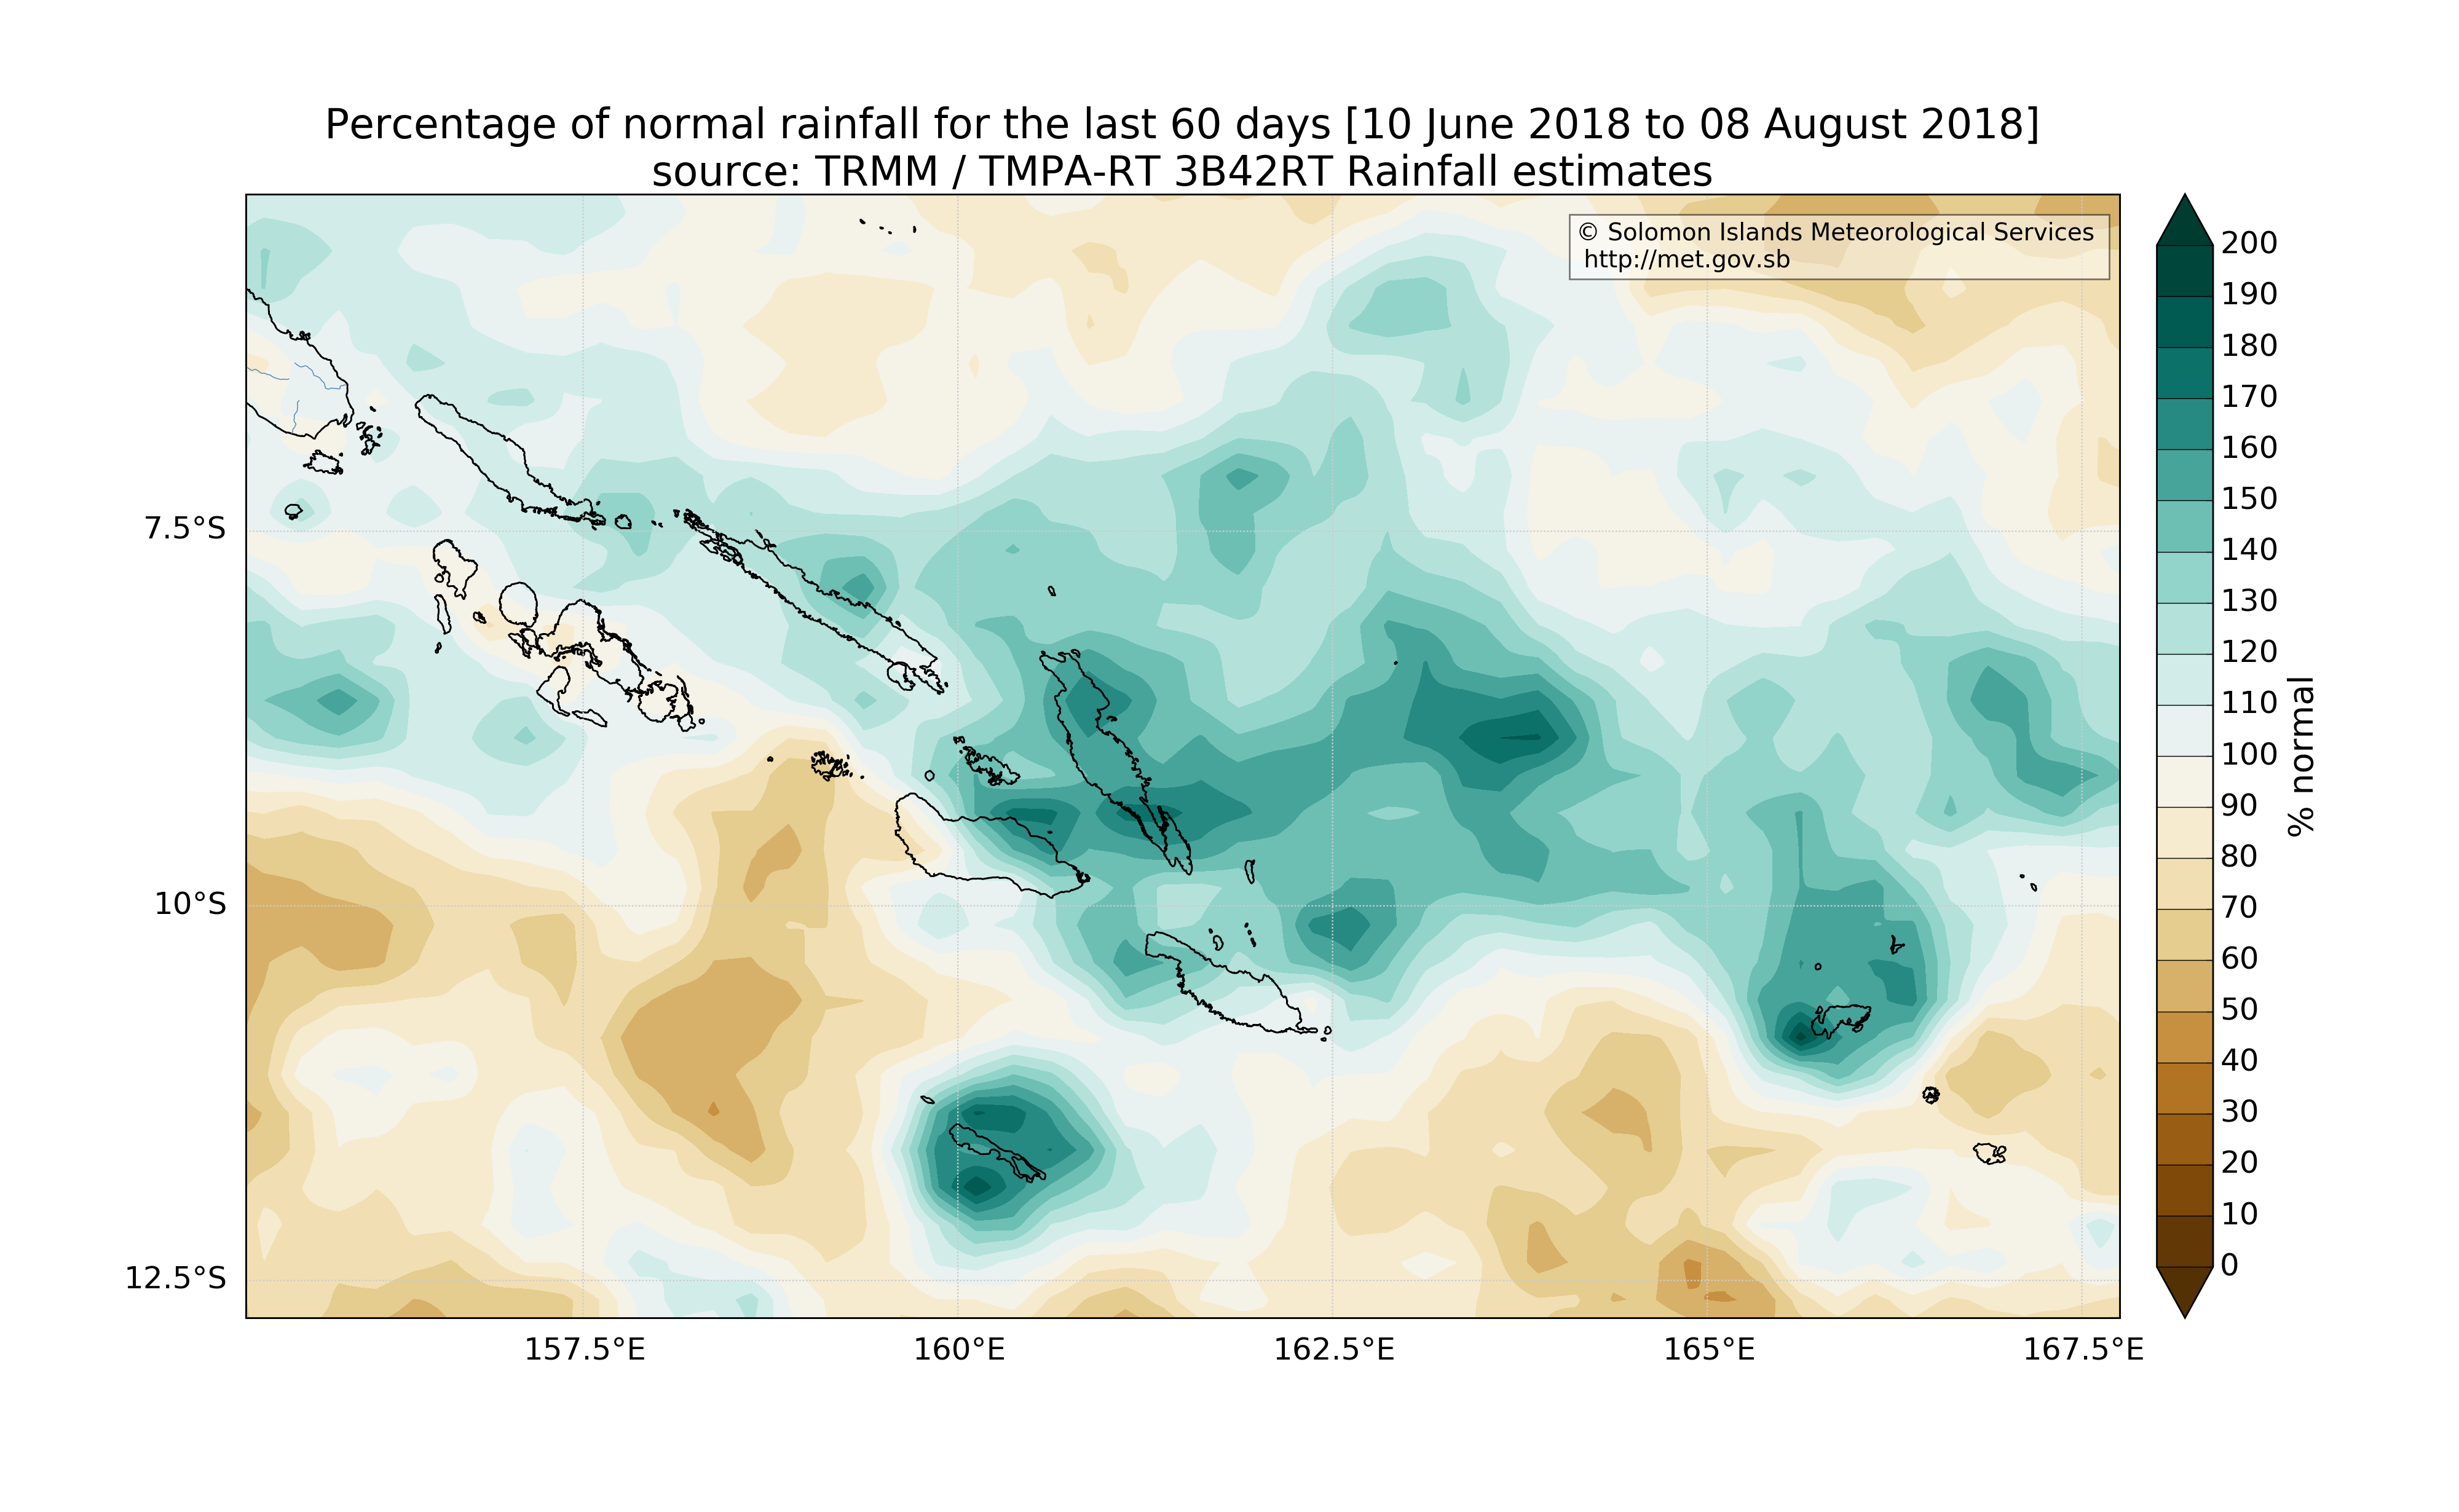 Percentage of normal rainfall for the last 60 days [10 June 2018 to 08 August 2018]
source: TRMM / TMPA-RT 3B42RT Rainfall estimates
© Solomon Islands Meteorological Services
http://met.gov.sb
7.5°S
10°S
12.5°S
157.5°E
160°E
162.5°E
165°E
167.5°E
200
190
180
170
160
150
140
130
120
110
100
90
80
70
60
50
40
30
20
10
0
% normal